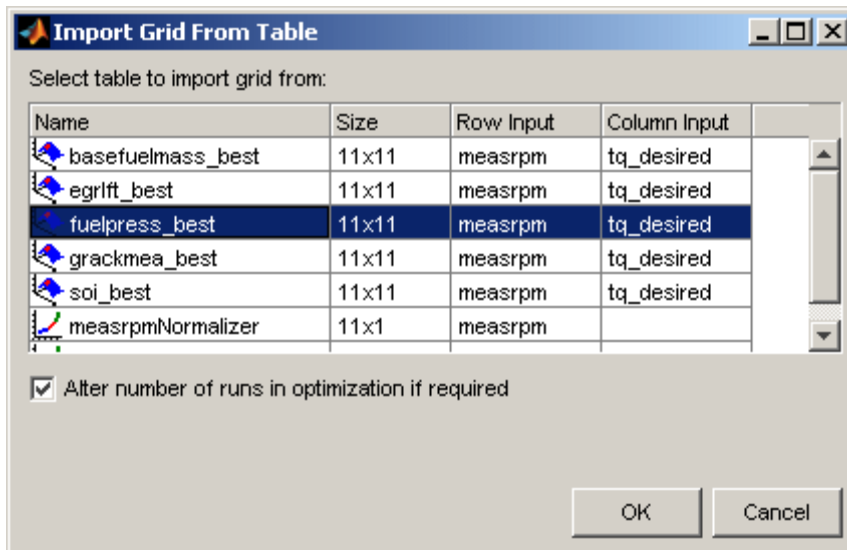 Import Grid From Table
Select table to import grid from:
Name Size Row Input Column Input
basefuelmass_best 11x11 measrpm tq_desired
egrlft_best 11x11 measrpm tq_desired
fuelpress_best 11x11 measrpm tq_desired
grackmea_best 11x11 measrpm tq_desired
soi_best 11x11 measrpm tq_desired
measrpmNormalizer 11x1 measrpm
Alter number of runs in optimization if required
OK Cancel